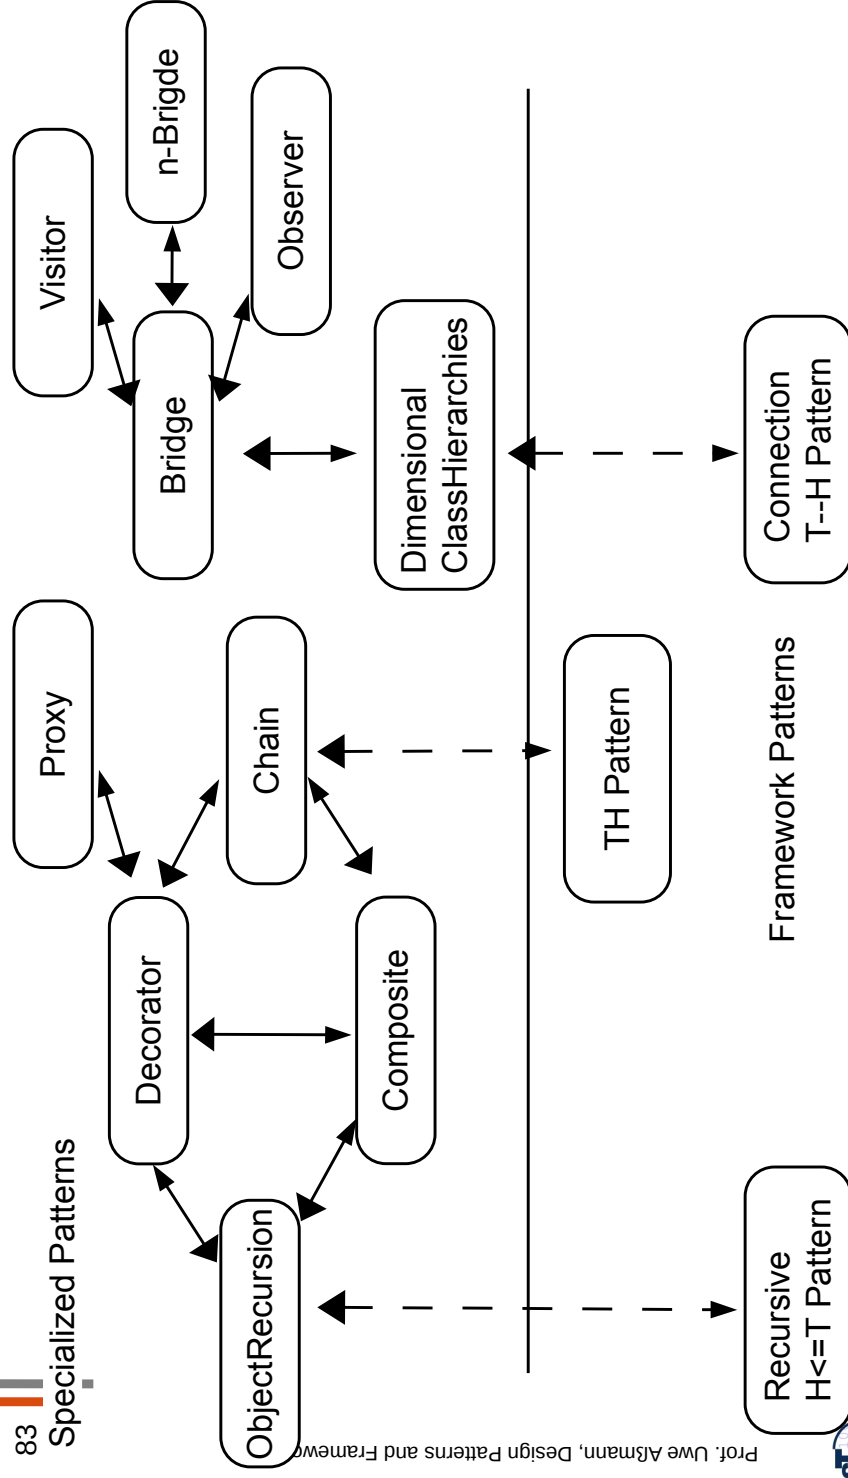 83
Specialized Patterns
Proxy
Visitor
Decorator
Bridge
n-Brigde
ObjectRecursion
Chain
Observer
Composite
Dimensional
ClassHierarchies
TH Pattern
Recursive
H<=T Pattern
Framework Patterns
Connection
T--H Pattern
Prof. Uwe Aßmann, Design Patterns and